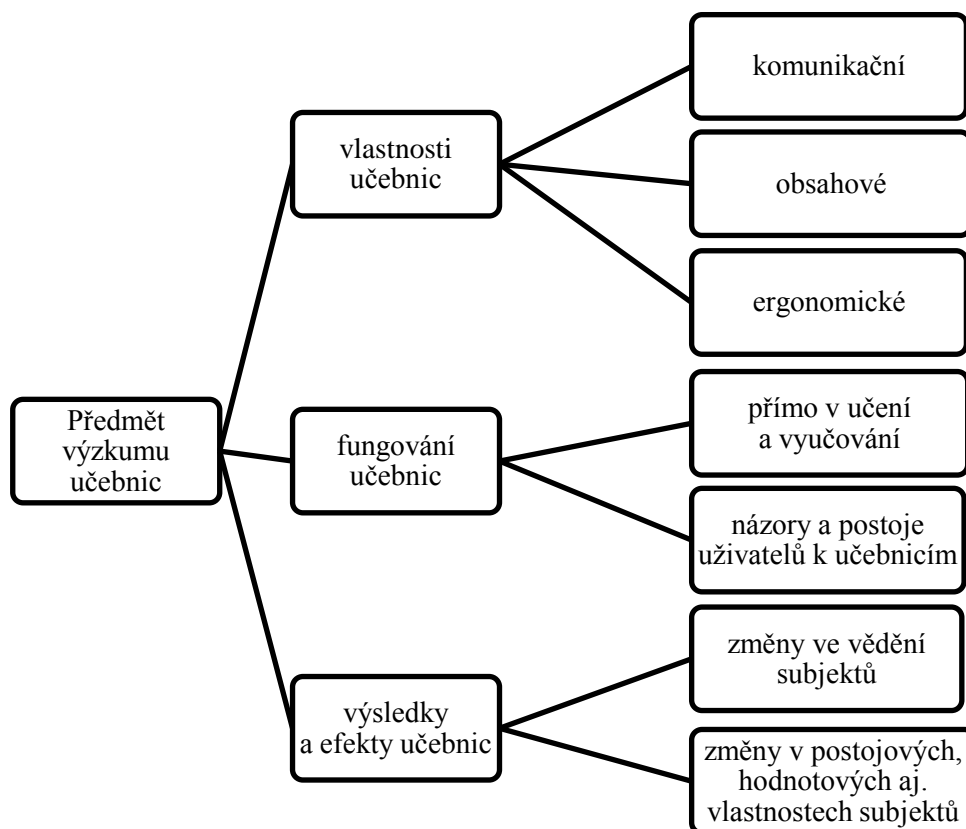 komunikační
vlastnosti
učebnic
obsahové
ergonomické
Předmět
výzkumu
učebnic
fungování
učebnic
přímo v učení
a vyučování
názory a postoje
uživatelů k učebnicím
výsledky
a efekty učebnic
změny ve vědění
subjektů
změny v postojových,
hodnotových aj.
vlastnostech subjektů